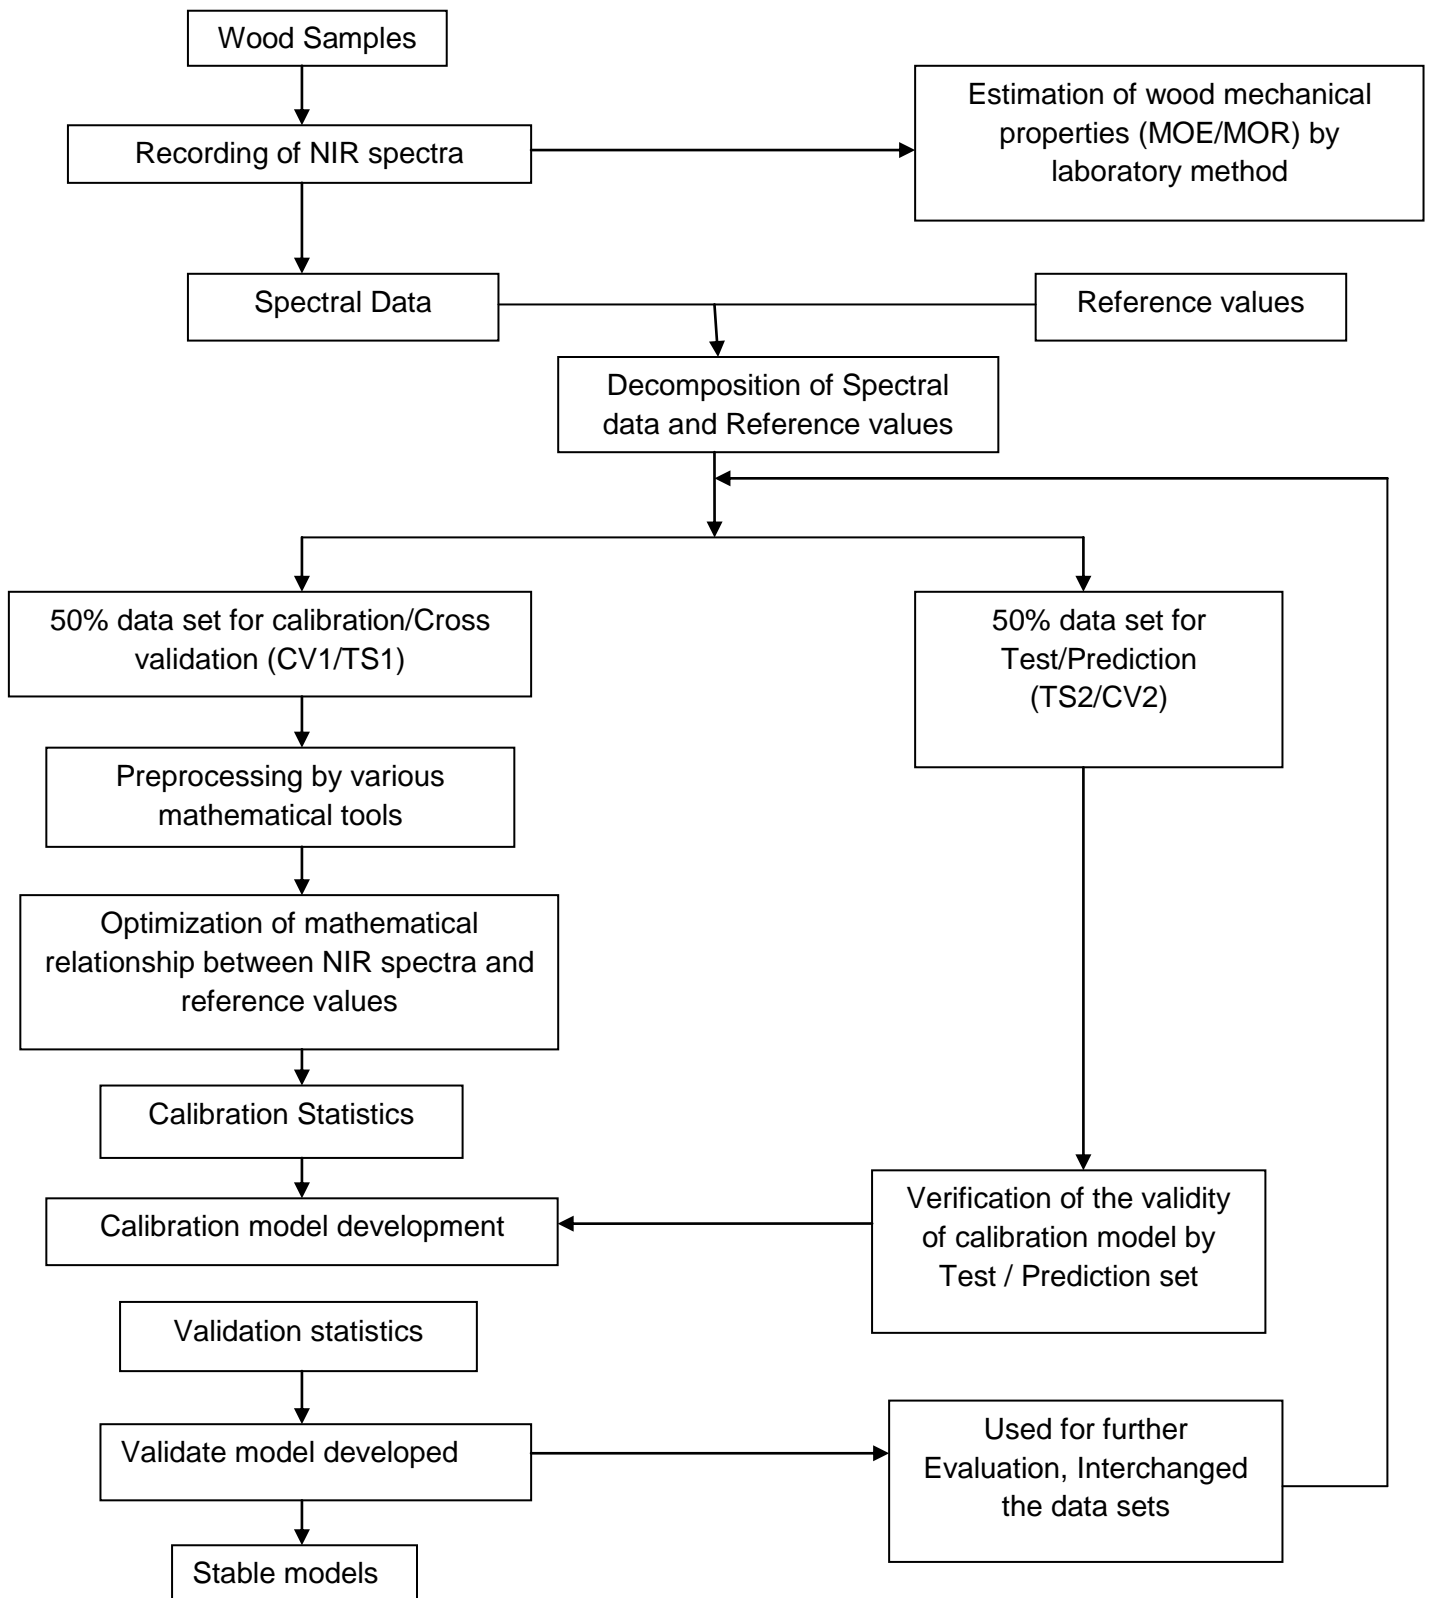 Wood Samples
Estimation of wood mechanical
properties (MOE/MOR) by
laboratory method
Recording of NIR spectra
Spectral Data
Reference values
Decomposition of Spectral
data and Reference values
50% data set for calibration/Cross
validation (CV1/TS1)
50% data set for
Test/Prediction
(TS2/CV2)
Preprocessing by various
mathematical tools
Optimization of mathematical
relationship between NIR spectra and
reference values
Calibration Statistics
Calibration model development
Verification of the validity
of calibration model by
Test / Prediction set
Validation statistics
Validate model developed
Used for further
Evaluation, Interchanged
the data sets
Stable models